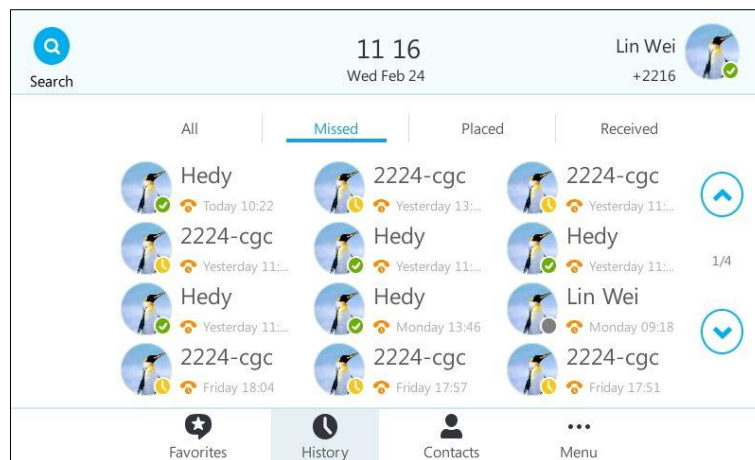 11 16
Lin Wei
Search
Wed Feb 24
+2216
All
Missed
Placed
Received
Hedy
2224-cgc
2224-cgc
Today 10:22
Yesterday 13:...
Yesterday 11:...
2224-cgc
Hedy
Hedy
Yesterday 11:...
Yesterday 11:...
Yesterday 11:...
1/4
Hedy
Hedy
Lin Wei
Yesterday 11:...
Monday 13:46
Monday 09:18
2224-cgc
2224-cgc
2224-cgc
Friday 18:04
Friday 17:57
Friday 17:51
Favorites
History
Contacts
Menu